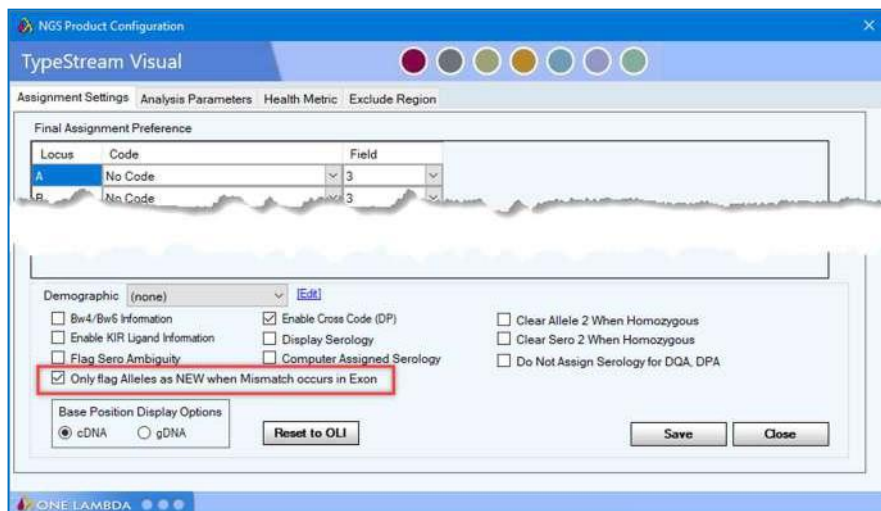 NGS Product Configuration
TypeStream Visual
Assignment Settings Analysis Parameters Health Metric Exclude Region
Final Assignment Preference
Locus Code Field
A No Code 3
B No Code 3
Demographic (none) [Edit]
Bw4/Bw6 Information Enable Cross Code (DP) Clear Allele 2 When Homozygous
Enable KIR Ligand Information Display Serology Clear Sero 2 When Homozygous
Flag Sero Ambiguity Computer Assigned Serology Do Not Assign Serology for DQA, DPA
Only flag Alleles as NEW when Mismatch occurs in Exon
Base Position Display Options
cDNA gDNA Reset to OLI Save Close
ONE LAMBDA